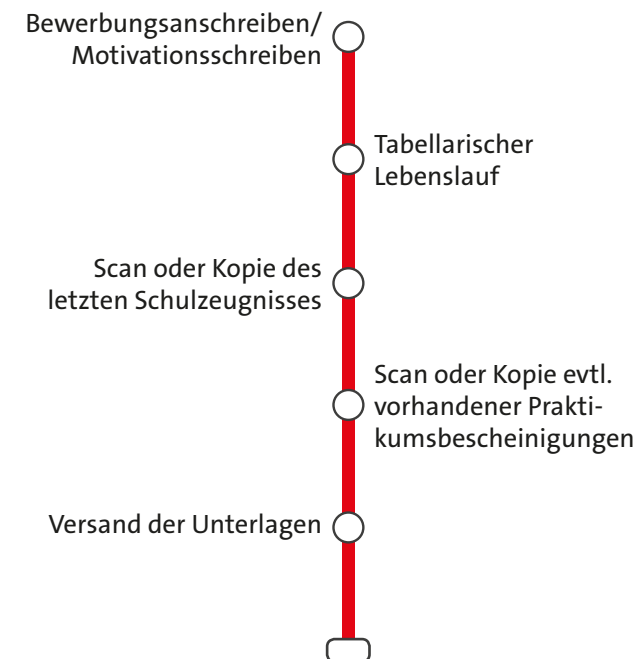 Bewerbungsanschreiben/
Motivationsschreiben
Tabellarischer
Lebenslauf
Scan oder Kopie des
letzten Schulzeugnisses
Scan oder Kopie evtl.
vorhandener Prakti-
kumsbescheinigungen
Versand der Unterlagen